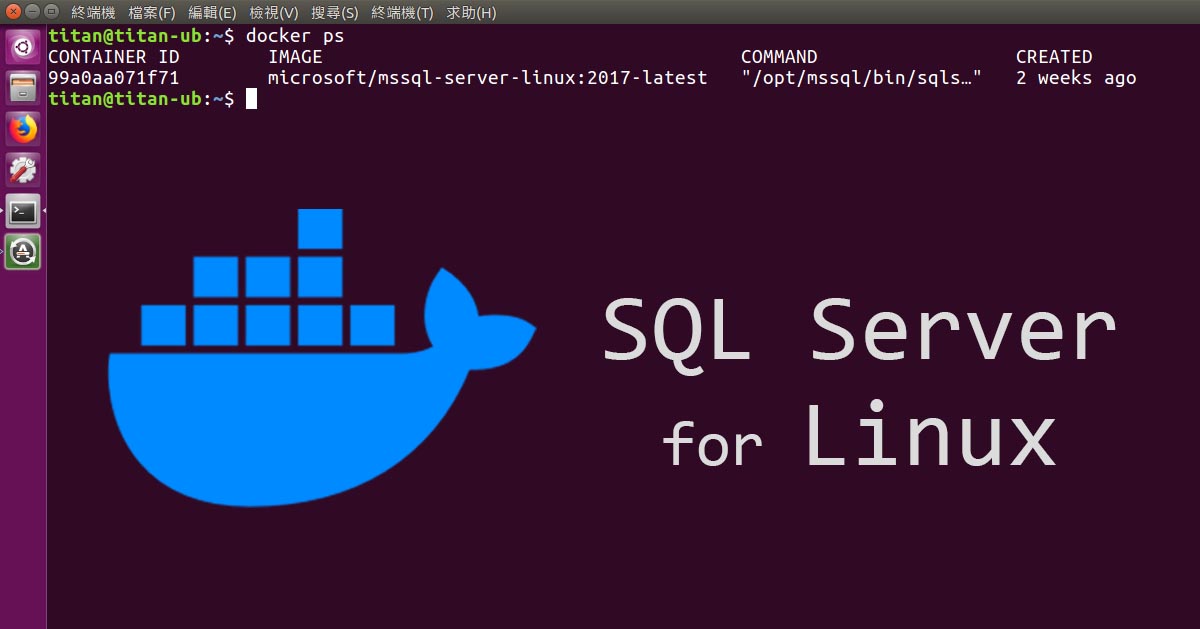 終端機 檔案(F) 編輯(E) 檢視(V) 搜尋(S) 終端機(T) 求助(H)
titan@titan-ub:~$ docker ps
CONTAINER ID IMAGE COMMAND CREATED
99a0aa071f71 microsoft/mssql-server-linux:2017-latest "/opt/mssql/bin/sqls…" 2 weeks ago
titan@titan-ub:~$
SQL Server
for Linux